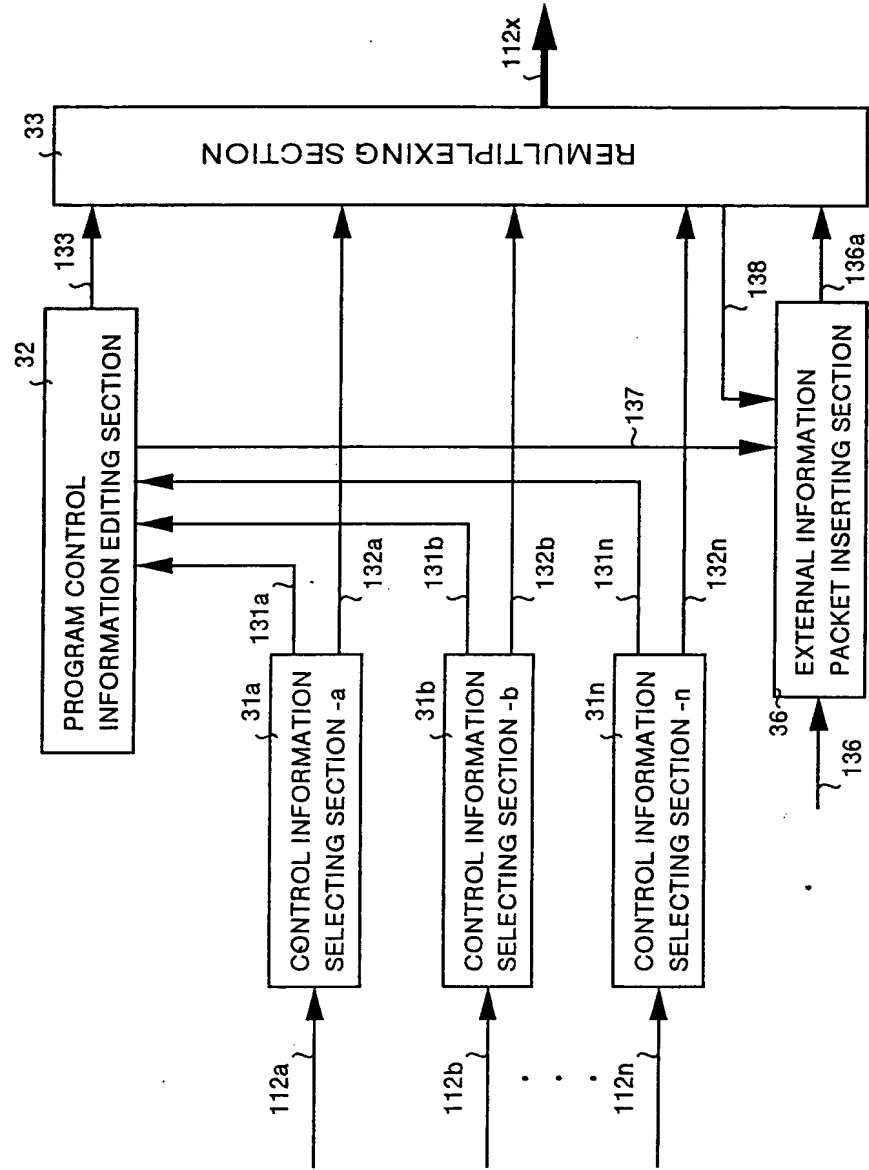 33
REMULTIPLEXING SECTION
112x
32
PROGRAM CONTROL
INFORMATION EDITING SECTION
133
131a
132a
31a
CONTROL INFORMATION
SELECTING SECTION -a
112a
131b
132b
31b
CONTROL INFORMATION
SELECTING SECTION -b
112b
. . .
131n
132n
31n
CONTROL INFORMATION
SELECTING SECTION -n
112n
137
138
136a
36
EXTERNAL INFORMATION
PACKET INSERTING SECTION
136